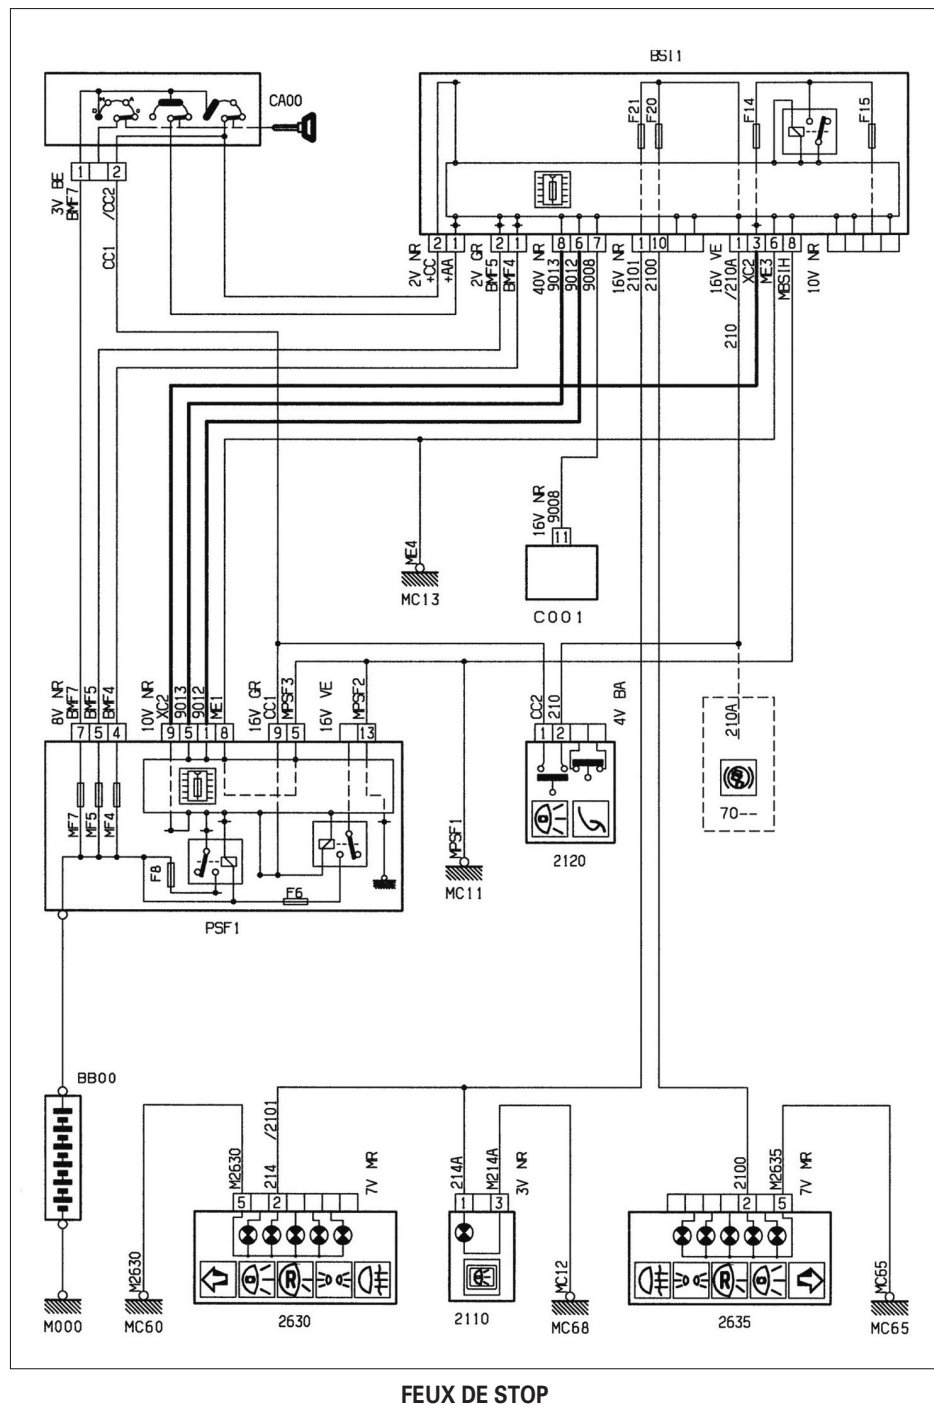 BSI1
CA00
D M A C
F21
F20
F14
F15
1 2
2 1 2 1 8 6 7 1 10 1 3 6 8
3V BE
BMF7
/CC2
CC1
2V NR
+CC
+AA
2V GR
BMF5
BMF4
40V NR
9013
9012
9008
16V NR
2101
2100
16V VE
/210A
XC2
ME3
MBSIH
10V NR
210
16V NR
9008
11
C001
ME4
MC13
8V NR
BMF7
BMF5
BMF4
10V NR
XC2
9013
9012
ME1
16V GR
CC1
MPSF3
16V VE
MPSF2
CC2
210
4V BA
210A
7 5 4 9 5 1 8 9 5 13
1 2
MF7
MF5
MF4
F8
F6
PSF1
MPSF1
MC11
2120
70--
BB00
M000
M2630
214
/2101
7V MR
214A
M214A
3V NR
2100
M2635
7V MR
5 2
1 3
2 5
M2630
MC12
MC65
R
R
MC60
2630
2110
MC68
2635
MC65
FEUX DE STOP